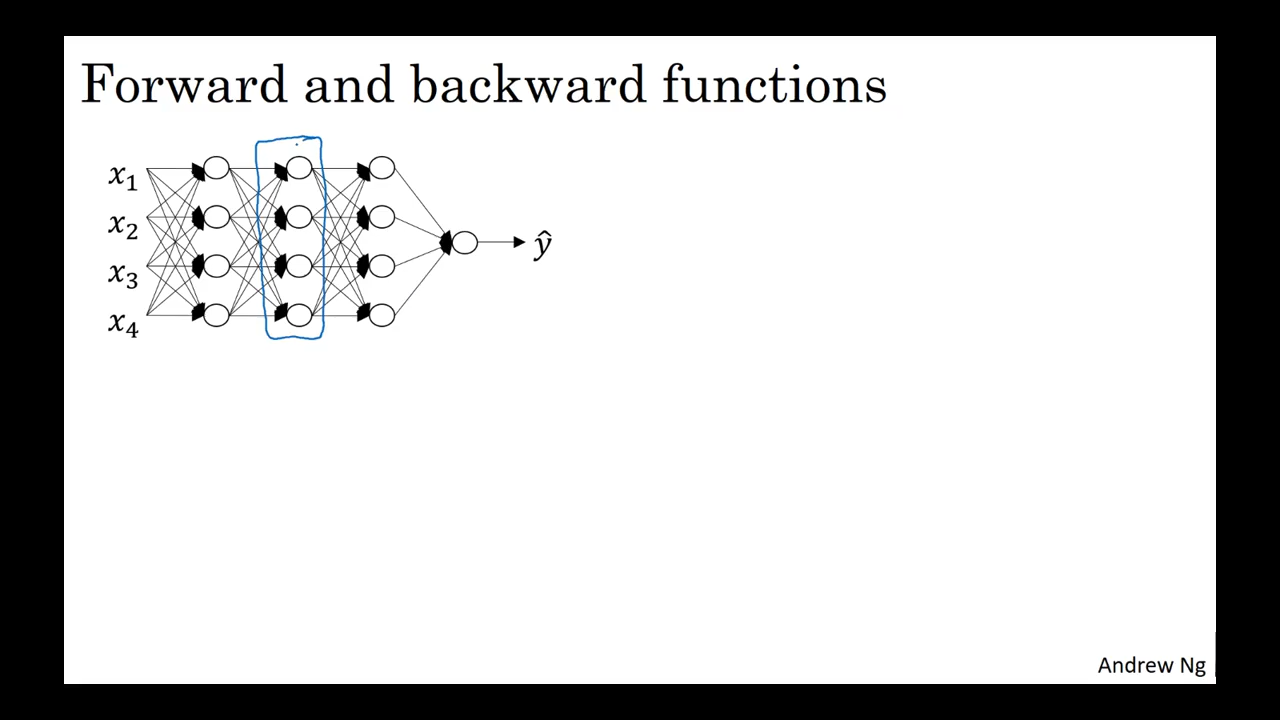 Forward and backward functions
x₁
x₂
x₃
x₄
ŷ
Andrew Ng